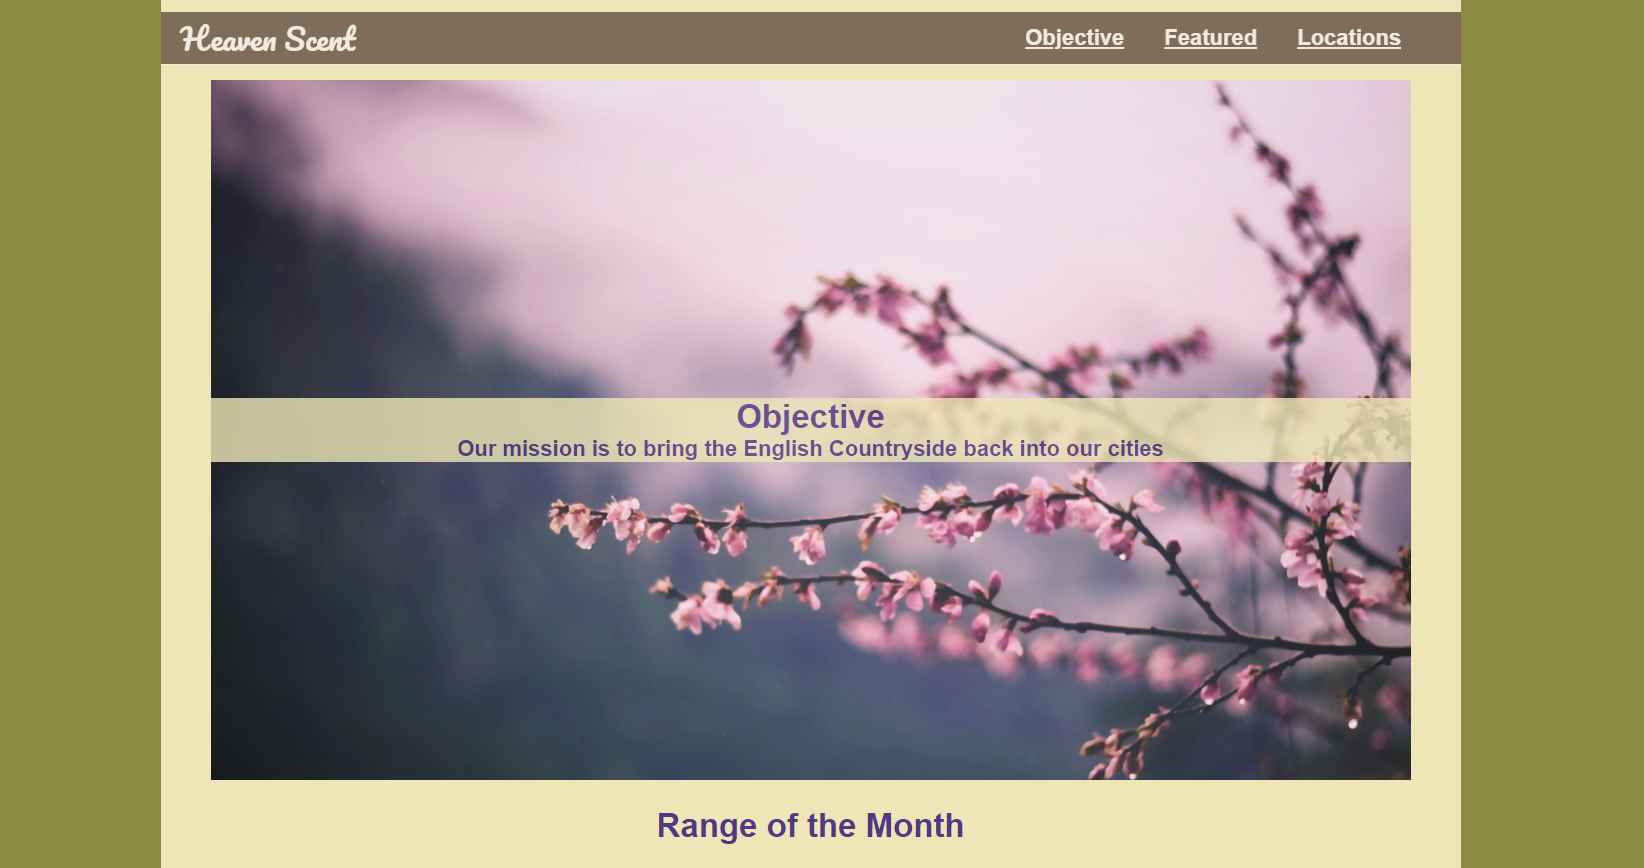 Heaven Scent
Objective Featured Locations
Objective
Our mission is to bring the English Countryside back into our cities
Range of the Month